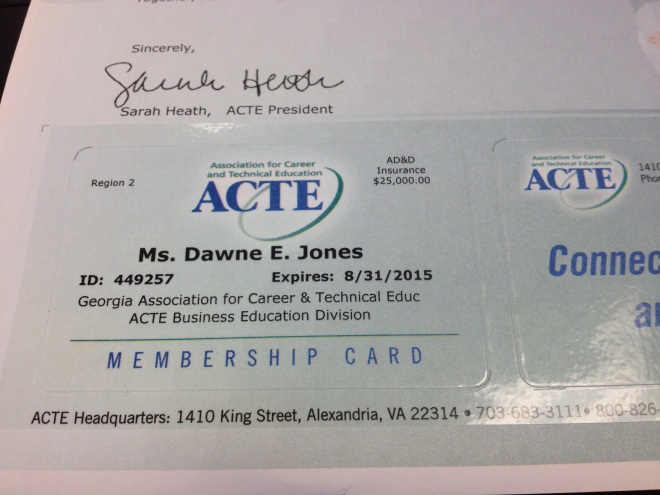 Sincerely,
Sarah Heath
Sarah Heath, ACTE President
Region 2
Association for Career
and Technical Education
ACTE
AD&D
Insurance
$25,000.00
Ms. Dawne E. Jones
ID: 449257 Expires: 8/31/2015
Georgia Association for Career & Technical Educ
ACTE Business Education Division
MEMBERSHIP CARD
Association for Career
and Technical Education
ACTE
1410
Connec
ACTE Headquarters: 1410 King Street, Alexandria, VA 22314 • 703-683-3111 • 800-826-